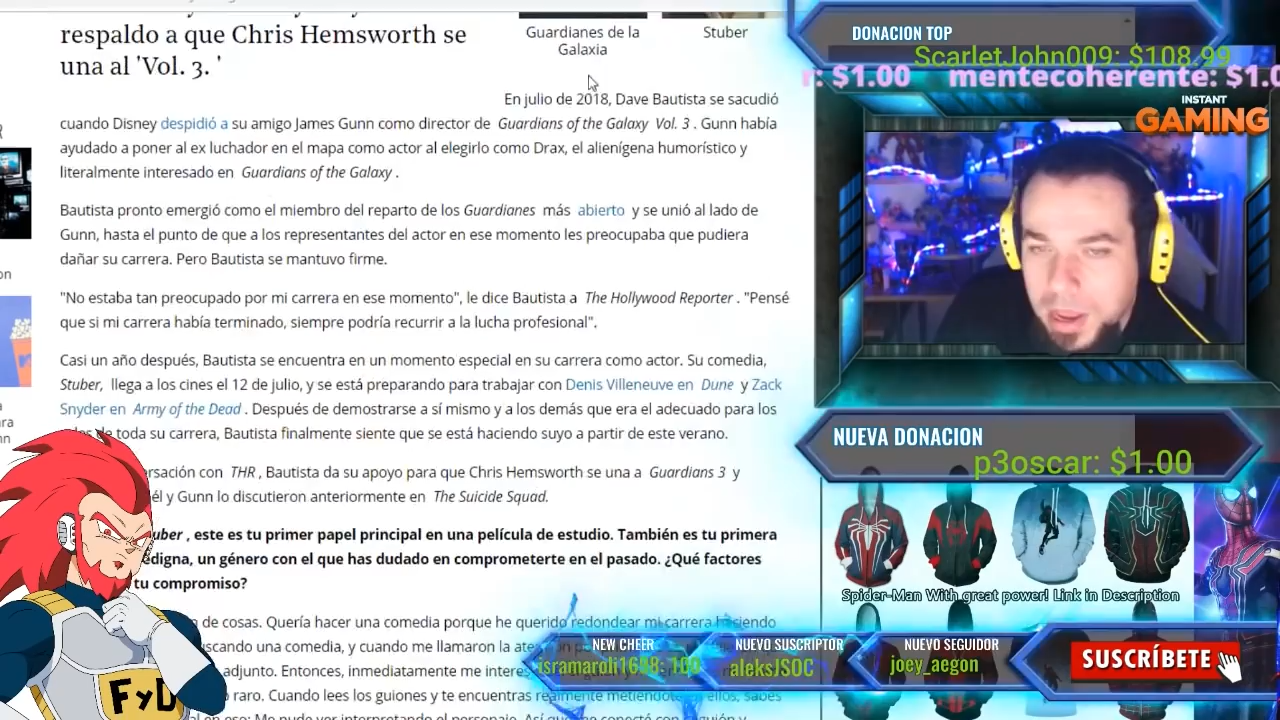 respaldo a que Chris Hemsworth se
una al 'Vol. 3. '
Guardianes de la
Galaxia
Stuber
En julio de 2018, Dave Bautista se sacudió
cuando Disney despidió a su amigo James Gunn como director de Guardians of the Galaxy Vol. 3 . Gunn había
ayudado a poner al ex luchador en el mapa como actor al elegirlo como Drax, el alienígena humorístico y
literalmente interesado en Guardians of the Galaxy .
Bautista pronto emergió como el miembro del reparto de los Guardianes más abierto y se unió al lado de
Gunn, hasta el punto de que a los representantes del actor en ese momento les preocupaba que pudiera
dañar su carrera. Pero Bautista se mantuvo firme.
"No estaba tan preocupado por mi carrera en ese momento", le dice Bautista a The Hollywood Reporter . "Pensé
que si mi carrera había terminado, siempre podría recurrir a la lucha profesional".
Casi un año después, Bautista se encuentra en un momento especial en su carrera como actor. Su comedia,
Stuber, llega a los cines el 12 de julio, y se está preparando para trabajar con Denis Villeneuve en Dune y Zack
Snyder en Army of the Dead . Después de demostrarse a sí mismo y a los demás que era el adecuado para los
de toda su carrera, Bautista finalmente siente que se está haciendo suyo a partir de este verano.
ersación con THR , Bautista da su apoyo para que Chris Hemsworth se una a Guardians 3 y
él y Gunn lo discutieron anteriormente en The Suicide Squad.
uber , este es tu primer papel principal en una película de estudio. También es tu primera
edigna, un género con el que has dudado en comprometerte en el pasado. ¿Qué factores
tu compromiso?
n de cosas. Quería hacer una comedia porque he querido redondear mi carrera haciendo
uscando una comedia, y cuando me llamaron la
adjunto. Entonces, inmediatamente me
raro. Cuando lees los guiones y te encuentras realmente metiéndote ellos, sabes
FyD
DONACION TOP
ScarletJohn009: $108.99
r: $1.00 mentecoherente: $1.0
INSTANT
GAMING
NUEVA DONACION
p3oscar: $1.00
Spider-Man With great power! Link in Description
NEW CHEER
NUEVO SUSCRIPTOR
aleksJSOC
NUEVO SEGUIDOR
joey_aegon
SUSCRÍBETE